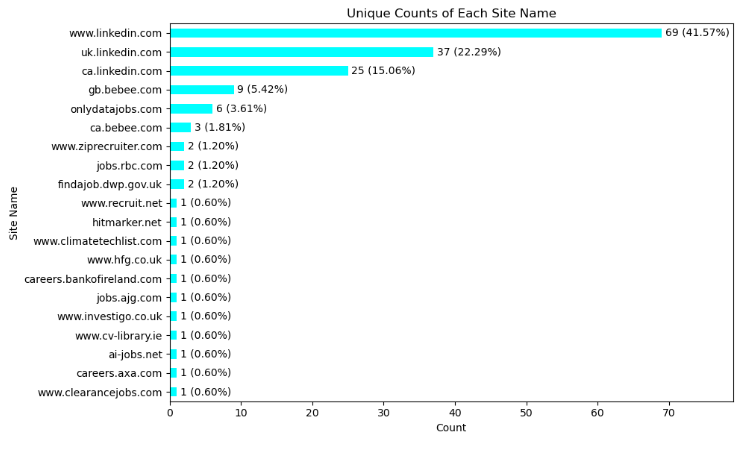 Unique Counts of Each Site Name
www.linkedin.com 69 (41.57%)
uk.linkedin.com 37 (22.29%)
ca.linkedin.com 25 (15.06%)
gb.bebee.com 9 (5.42%)
onlydatajobs.com 6 (3.61%)
ca.bebee.com 3 (1.81%)
www.ziprecruiter.com 2 (1.20%)
jobs.rbc.com 2 (1.20%)
findajob.dwp.gov.uk 2 (1.20%)
www.recruit.net 1 (0.60%)
hitmarker.net 1 (0.60%)
www.climatetechlist.com 1 (0.60%)
www.hfg.co.uk 1 (0.60%)
careers.bankofireland.com 1 (0.60%)
jobs.ajg.com 1 (0.60%)
www.investigo.co.uk 1 (0.60%)
www.cv-library.ie 1 (0.60%)
ai-jobs.net 1 (0.60%)
careers.axa.com 1 (0.60%)
www.clearancejobs.com 1 (0.60%)
Site Name
0 10 20 30 40 50 60 70
Count